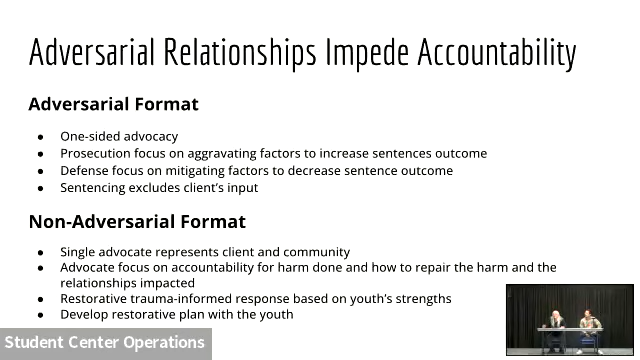 Adversarial Relationships Impede Accountability
Adversarial Format
● One-sided advocacy
● Prosecution focus on aggravating factors to increase sentences outcome
● Defense focus on mitigating factors to decrease sentence outcome
● Sentencing excludes client's input
Non-Adversarial Format
● Single advocate represents client and community
● Advocate focus on accountability for harm done and how to repair the harm and the
relationships impacted
● Restorative trauma-informed response based on youth's strengths
● Develop restorative plan with the youth
Student Center Operations